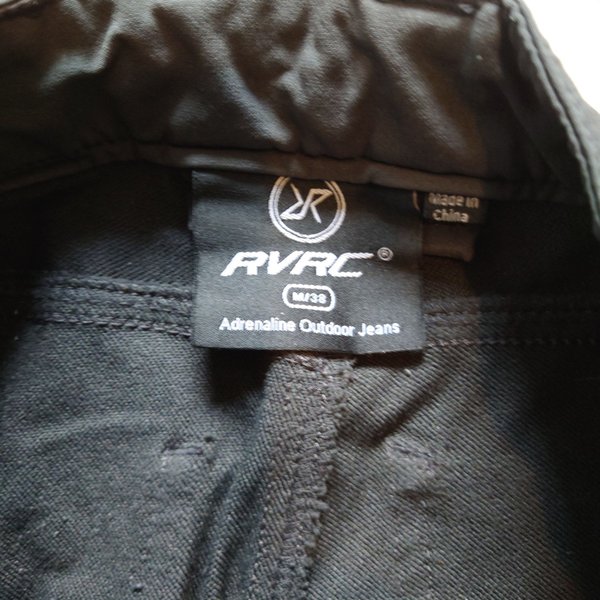 RVRC®
M/38
Adrenaline Outdoor Jeans
Made in
China